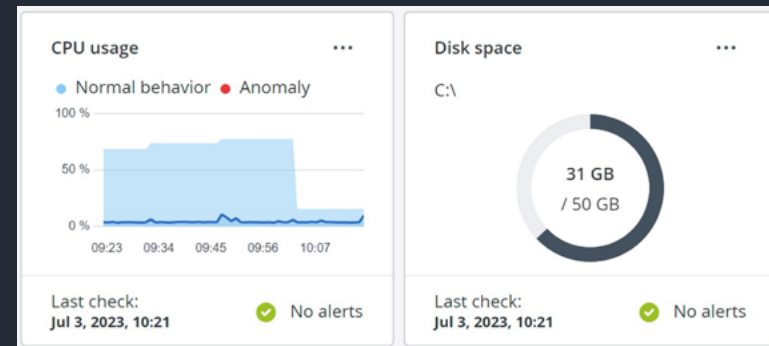 CPU usage
Normal behavior Anomaly
100 %
50 %
0 %
09:23 09:34 09:45 09:56 10:07
Last check:
Jul 3, 2023, 10:21
No alerts
Disk space
C:\
31 GB
/ 50 GB
Last check:
Jul 3, 2023, 10:21
No alerts